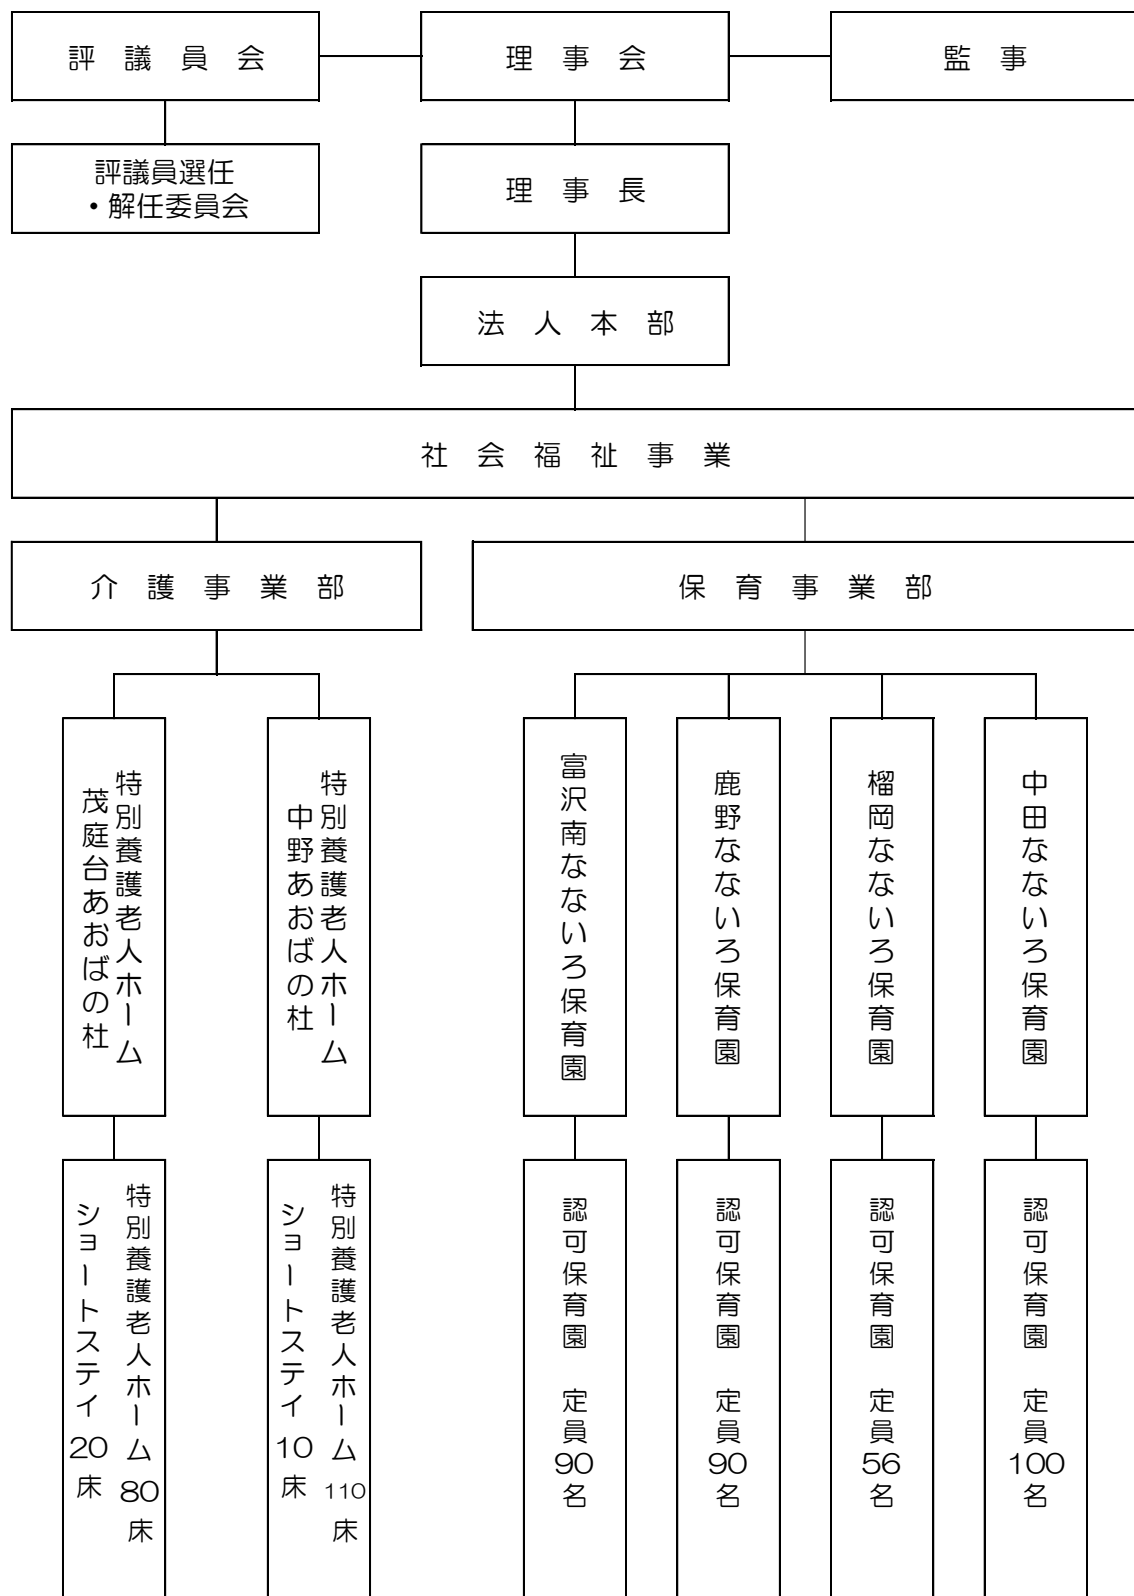 評議員会
理事会
監事
評議員選任
・解任委員会
理事長
法人本部
社会福祉事業
介護事業部
保育事業部
特別養護老人ホーム
茂庭台あおばの杜
特別養護老人ホーム
中野あおばの杜
富沢南なないろ保育園
鹿野なないろ保育園
榴岡なないろ保育園
中田なないろ保育園
特別養護老人ホーム 80床
ショートステイ 20床
特別養護老人ホーム 110床
ショートステイ 10床
認可保育園 定員90名
認可保育園 定員90名
認可保育園 定員56名
認可保育園 定員100名